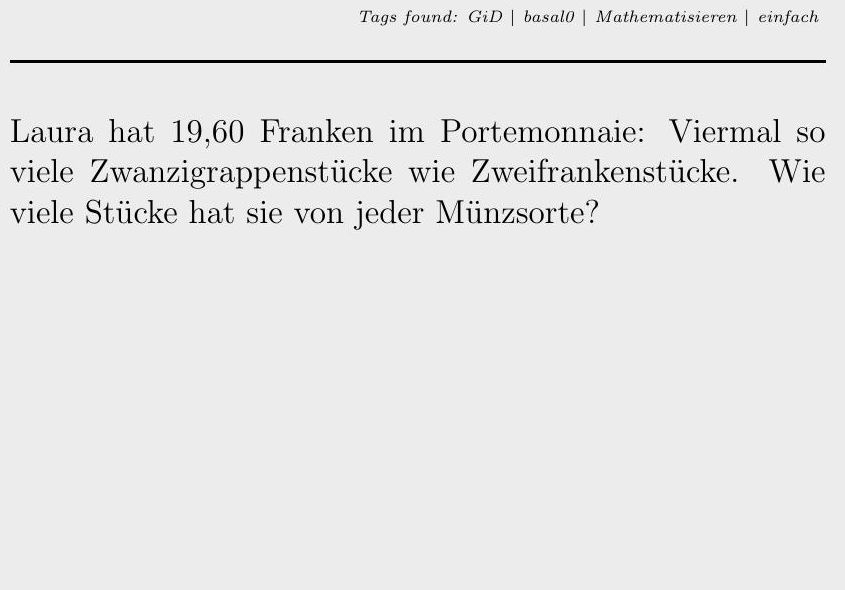 Tags found: GiD | basal0 | Mathematisieren | einfach
Laura hat 19,60 Franken im Portemonnaie: Viermal so
viele Zwanzigrappenstücke wie Zweifrankenstücke. Wie
viele Stücke hat sie von jeder Münzsorte?